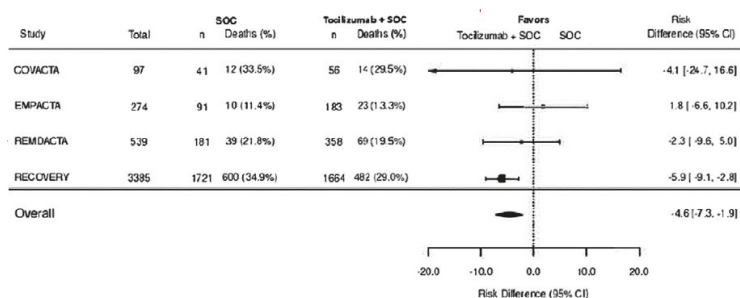 SOC Tocilizumab + SOC Favors Risk
Study Total n Deaths (%) n Deaths (%) Tocilizumab + SOC SOC Difference (95% CI)
COVACTA 97 41 12 (33.5%) 56 14 (29.5%) -4.1 [-24.7, 16.6]
EMPACTA 274 91 10 (11.4%) 183 23 (13.3%) 1.8 [-6.6, 10.2]
REMDACTA 539 181 39 (21.8%) 358 69 (19.5%) -2.3 [-9.6, 5.0]
RECOVERY 3385 1721 600 (34.9%) 1664 482 (29.0%) -5.9 [-9.1, -2.8]
Overall -4.6 [-7.3, -1.9]
-20.0 -10.0 0.0 10.0 20.0
Risk Difference (95% CI)